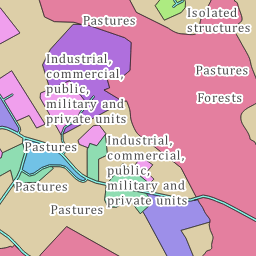 Isolated
structures
Pastures
Industrial,
commercial,
public,
military and
private units
Pastures
Forests
Industrial,
commercial,
public,
military and
private units
Pastures
Pastures
Pastures